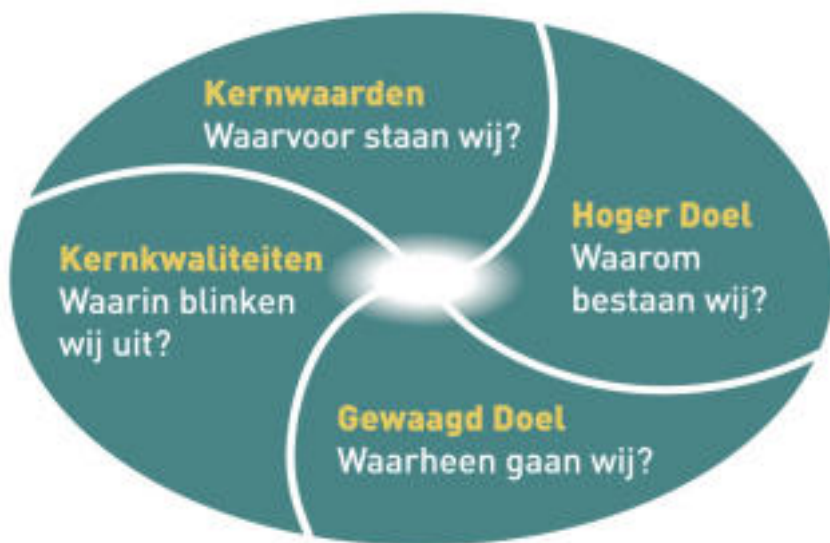 Kernwaarden
Waarvoor staan wij?
Hoger Doel
Waarom
bestaan wij?
Kernkwaliteiten
Waarin blinken
wij uit?
Gewaagd Doel
Waarheen gaan wij?